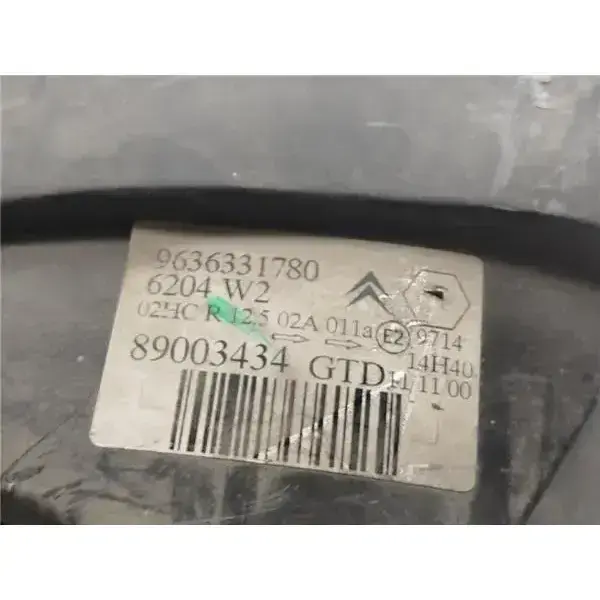 9636331780
6204 W2
02HC R 12,5 02A 011a E2 9714
14H40
89003434 GTD 11/11 00